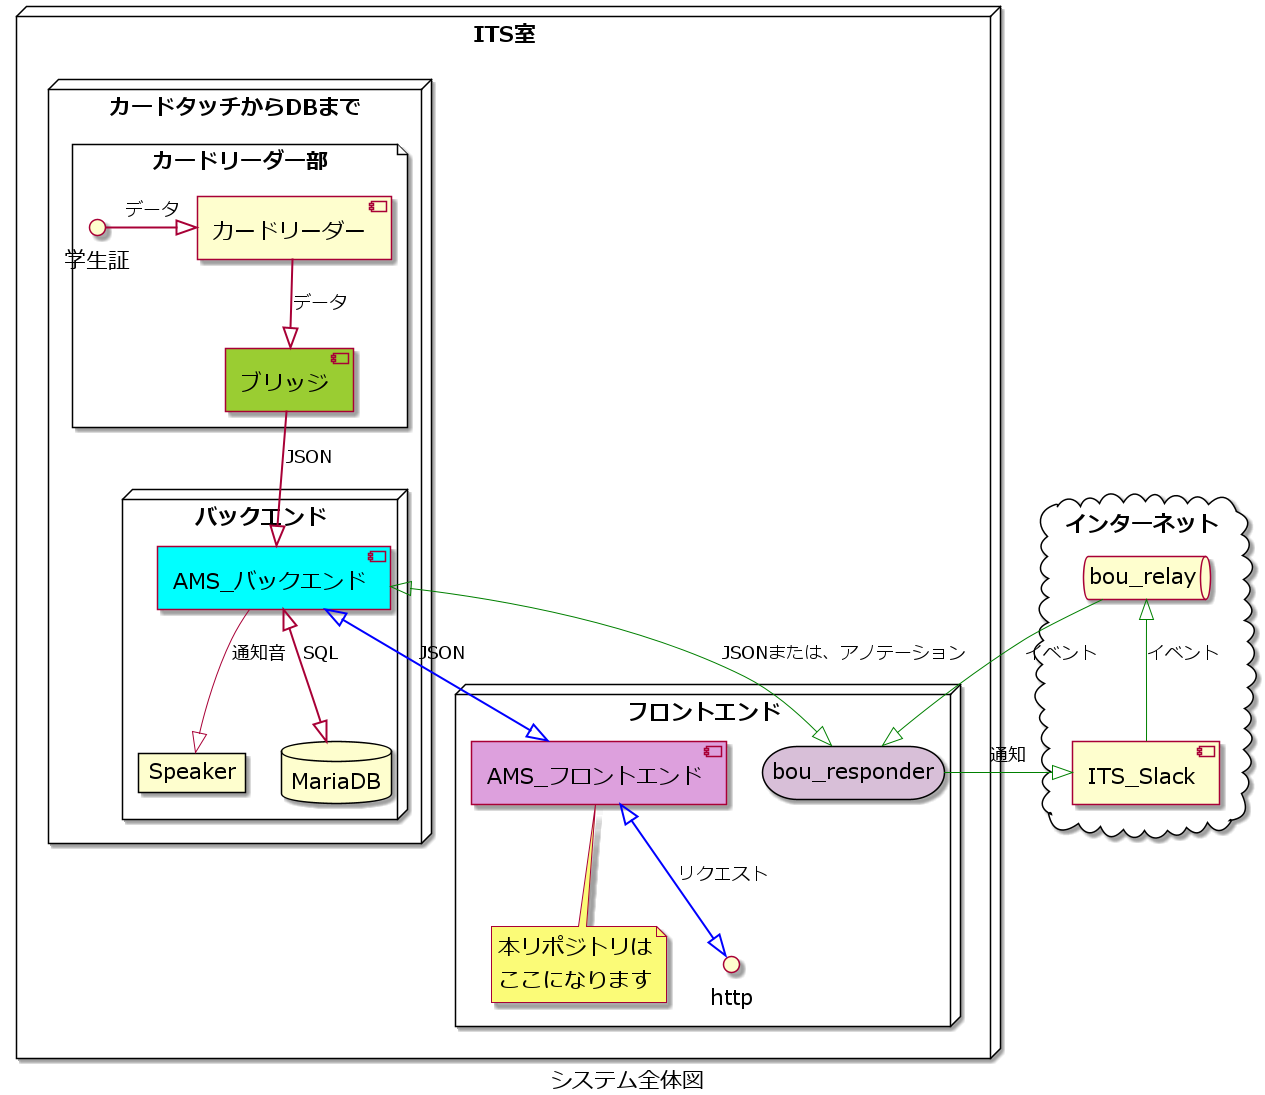 ITS室
カードタッチからDBまで
カードリーダー部
データ
カードリーダー
学生証
データ
ブリッジ
JSON
バックエンド
インターネット
AMS_バックエンド
bou_relay
通知音
SQL
JSON
JSONまたは、アノテーション
イベント
イベント
フロントエンド
Speaker
MariaDB
AMS_フロントエンド
bou_responder
通知
ITS_Slack
リクエスト
本リポジトリは
ここになります
http
システム全体図